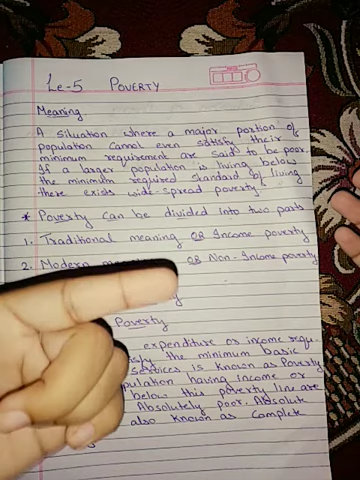 Le-5 POVERTY
Meaning
A situation where a major portion of
population cannot even satisfy their
minimum requirement are said to be poor.
If a larger population is living below
the minimum required standard of living
there exists wide-spread poverty.
* Poverty can be divided into two parts
1. Traditional meaning OR Income poverty
2. Modern OR Non-Income poverty
Poverty
expenditure or income requ-
the minimum basic
services is known as Poverty
having income or
below this poverty line are
Absolutely poor. Absolute
also known as complete